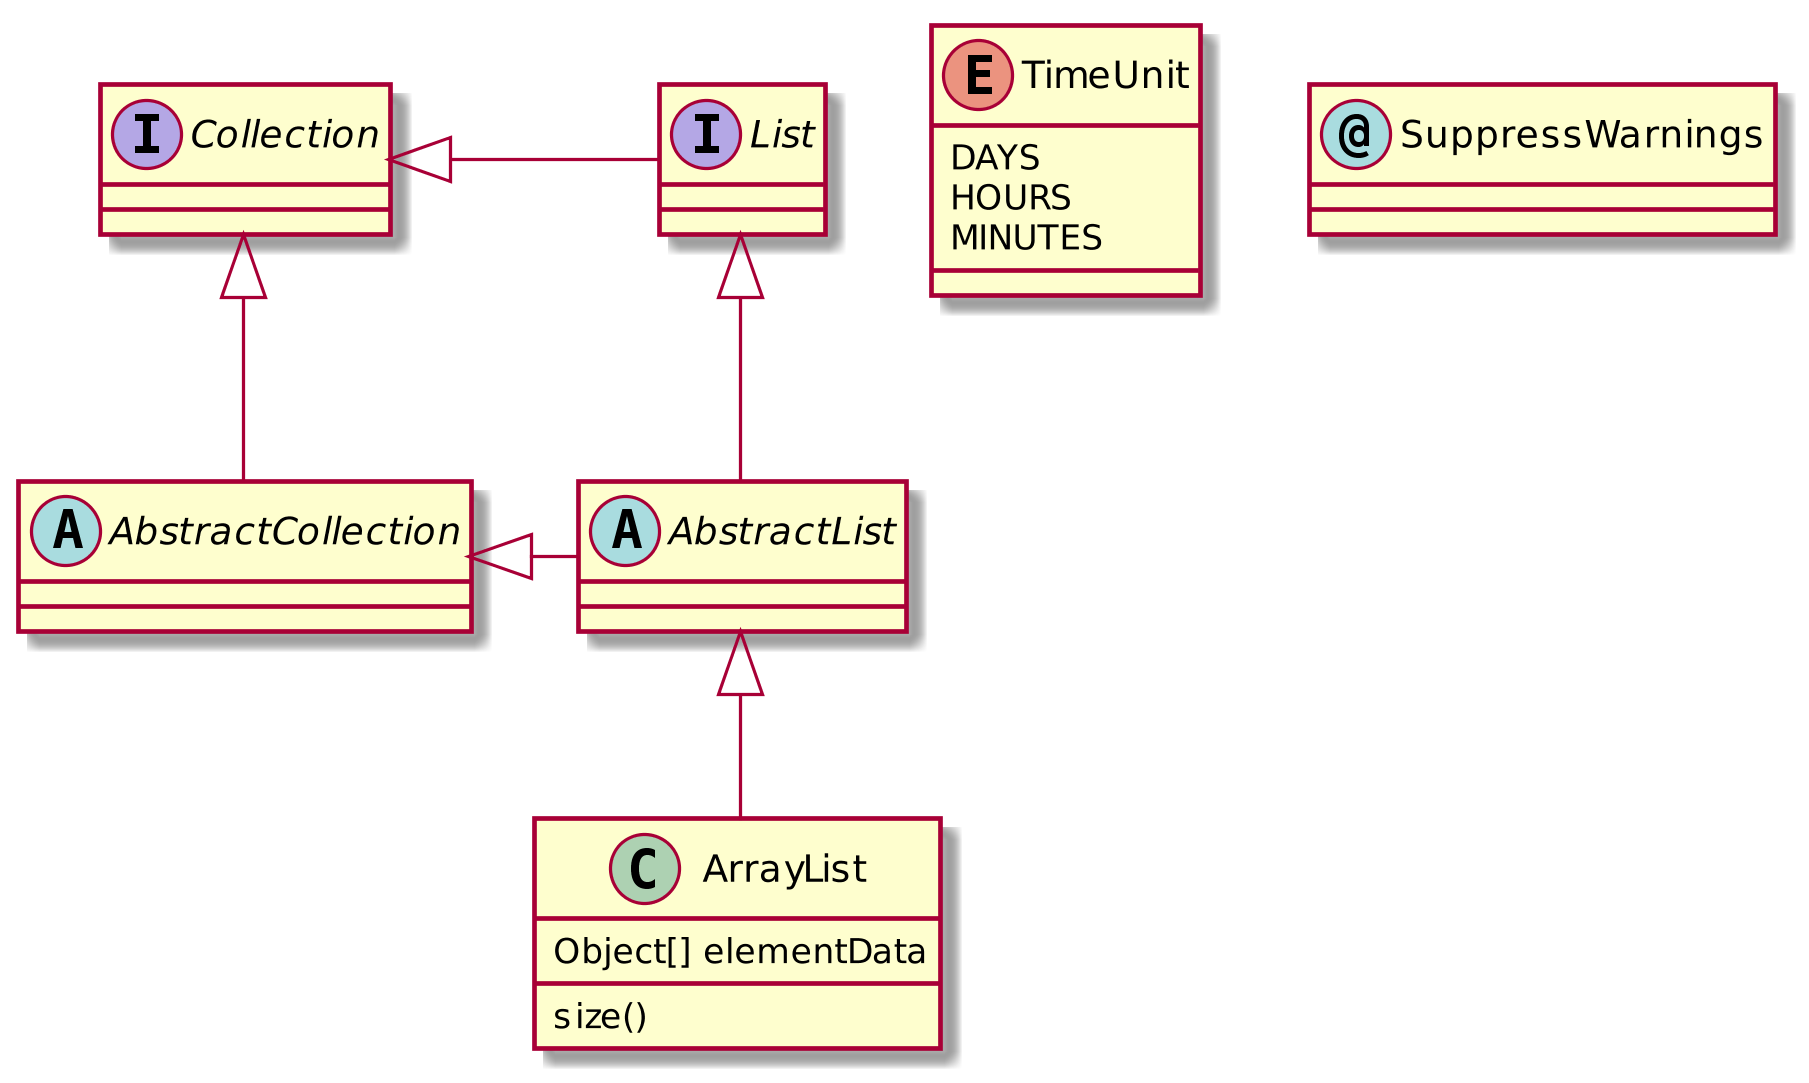 I Collection
I List
E TimeUnit
DAYS
HOURS
MINUTES
@ SuppressWarnings
A AbstractCollection
A AbstractList
C ArrayList
Object[] elementData
size()